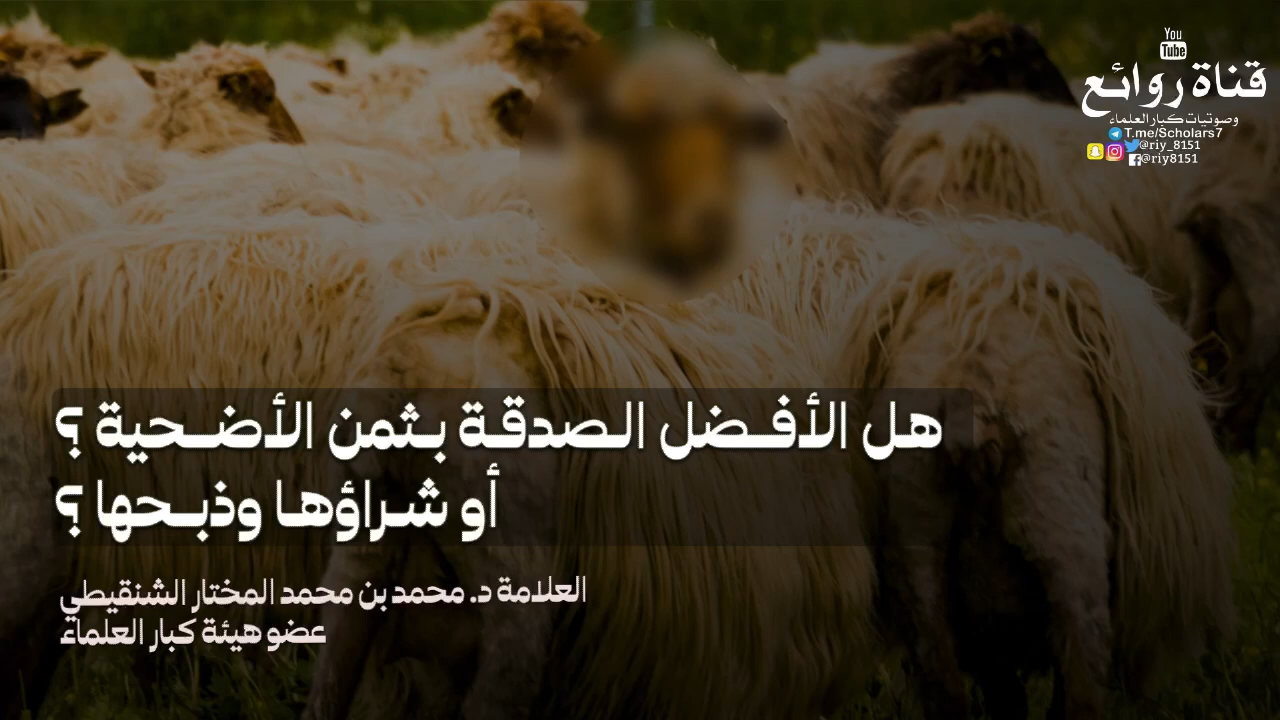 You
Tube
قناة روائع
وصوتيات كبار العلماء
T.me/Scholars7
@riy_8151
@riy8151
هل الأفضل الصدقة بثمن الأضحية ؟
أو شراؤها وذبحها ؟
العلامة د. محمد بن محمد المختار الشنقيطي
عضو هيئة كبار العلماء